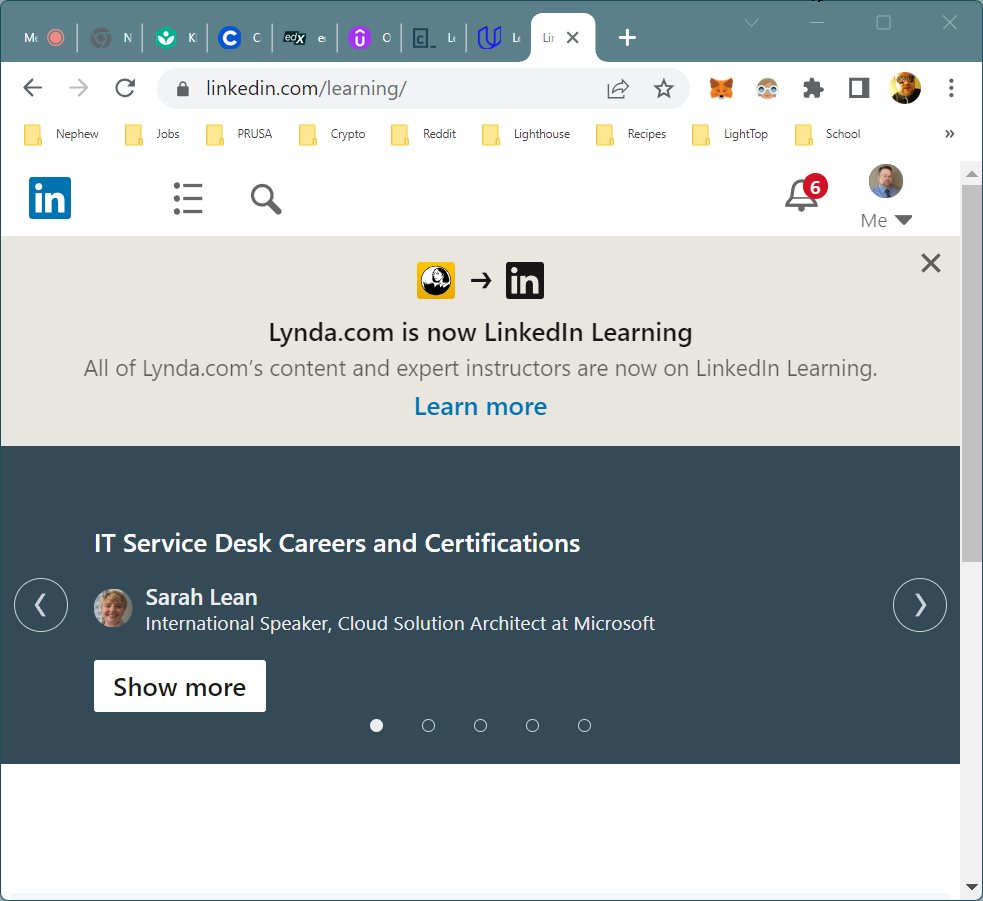 Me N K C edX e C c_ Le Le Lin
linkedin.com/learning/
Nephew Jobs PRUSA Crypto Reddit Lighthouse Recipes LightTop School »
in 6
Me
in
Lynda.com is now LinkedIn Learning
All of Lynda.com’s content and expert instructors are now on LinkedIn Learning.
Learn more
IT Service Desk Careers and Certifications
Sarah Lean
International Speaker, Cloud Solution Architect at Microsoft
Show more